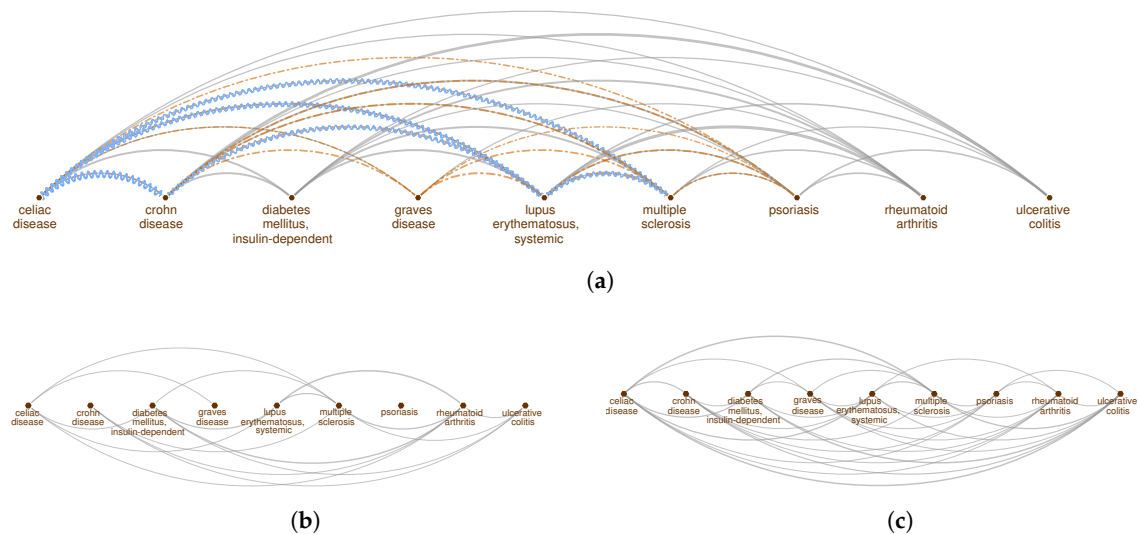 celiac
disease
crohn
disease
diabetes
mellitus,
insulin-dependent
graves
disease
lupus
erythematosus,
systemic
multiple
sclerosis
psoriasis
rheumatoid
arthritis
ulcerative
colitis
(a)
celiac
disease
crohn
disease
diabetes
mellitus,
insulin-dependent
graves
disease
lupus
erythematosus,
systemic
multiple
sclerosis
psoriasis
rheumatoid
arthritis
ulcerative
colitis
(b)
celiac
disease
crohn
disease
diabetes
mellitus,
insulin-dependent
graves
disease
lupus
erythematosus,
systemic
multiple
sclerosis
psoriasis
rheumatoid
arthritis
ulcerative
colitis
(c)